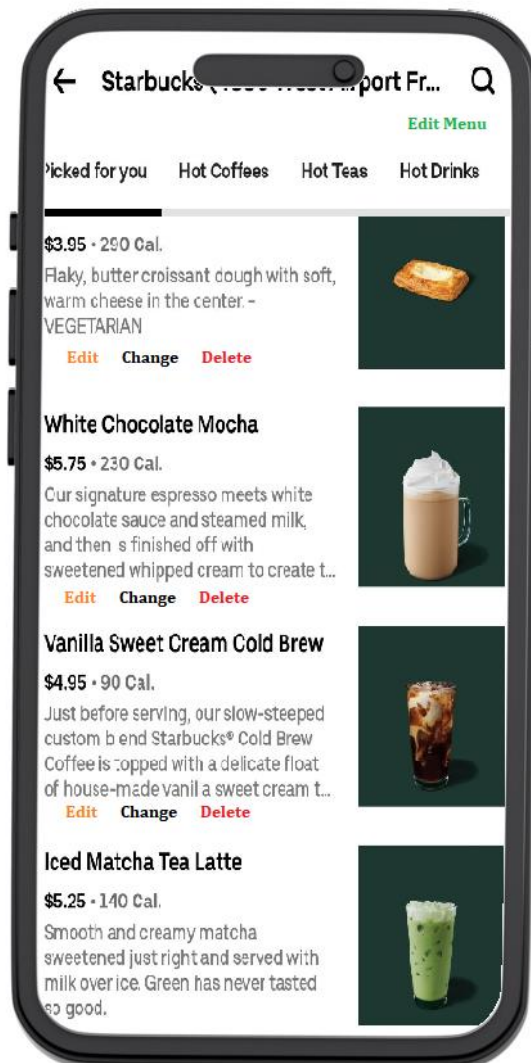 ← Starbucks ( West Airport Fr...
Edit Menu
Picked for you Hot Coffees Hot Teas Hot Drinks
$3.95 • 290 Cal.
Flaky, butter croissant dough with soft,
warm cheese in the center. -
VEGETARIAN
Edit Change Delete
White Chocolate Mocha
$5.75 • 230 Cal.
Our signature espresso meets white
chocolate sauce and steamed milk,
and then s finished off with
sweetened whipped cream to create t...
Edit Change Delete
Vanilla Sweet Cream Cold Brew
$4.95 • 90 Cal.
Just before serving, our slow-steeped
custom b end Starbucks® Cold Brew
Coffee is topped with a delicate float
of house-made vanil a sweet cream t...
Edit Change Delete
Iced Matcha Tea Latte
$5.25 • 140 Cal.
Smooth and creamy matcha
sweetened just right and served with
milk over ice. Green has never tasted
so good.